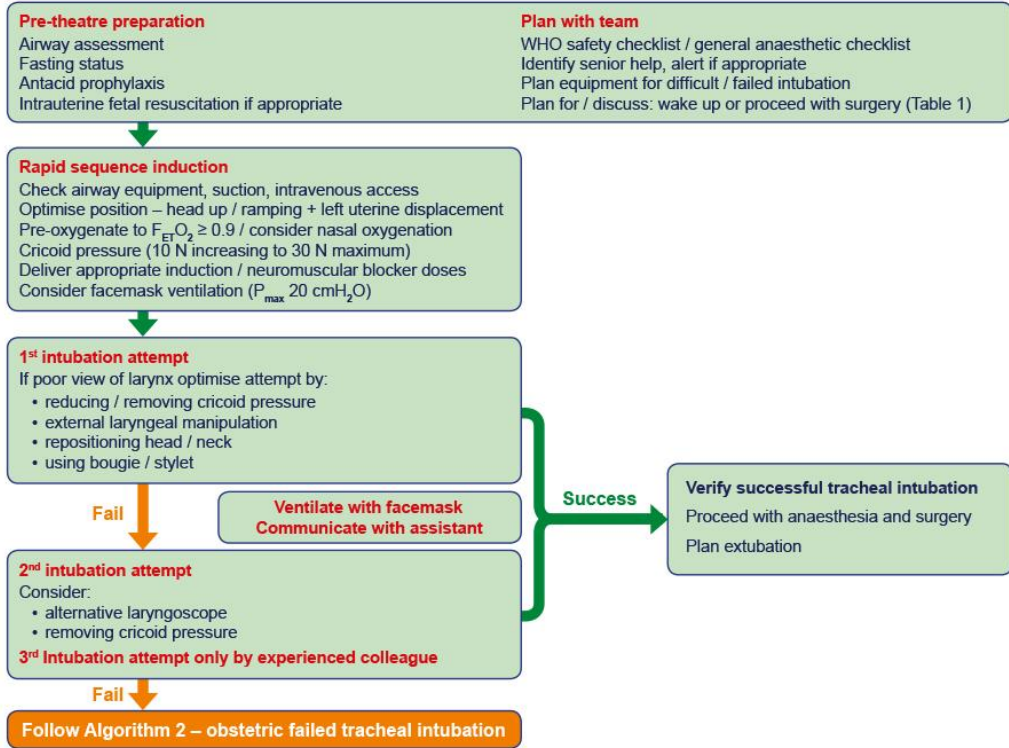 Pre-theatre preparation
Airway assessment
Fasting status
Antacid prophylaxis
Intrauterine fetal resuscitation if appropriate
Plan with team
WHO safety checklist / general anaesthetic checklist
Identify senior help, alert if appropriate
Plan equipment for difficult / failed intubation
Plan for / discuss: wake up or proceed with surgery (Table 1)
Rapid sequence induction
Check airway equipment, suction, intravenous access
Optimise position – head up / ramping + left uterine displacement
Pre-oxygenate to FETO2 ≥ 0.9 / consider nasal oxygenation
Cricoid pressure (10 N increasing to 30 N maximum)
Deliver appropriate induction / neuromuscular blocker doses
Consider facemask ventilation (Pmax 20 cmH2O)
1st intubation attempt
If poor view of larynx optimise attempt by:
• reducing / removing cricoid pressure
• external laryngeal manipulation
• repositioning head / neck
• using bougie / stylet
Fail
Ventilate with facemask
Communicate with assistant
2nd intubation attempt
Consider:
• alternative laryngoscope
• removing cricoid pressure
3rd Intubation attempt only by experienced colleague
Success
Verify successful tracheal intubation
Proceed with anaesthesia and surgery
Plan extubation
Fail
Follow Algorithm 2 – obstetric failed tracheal intubation